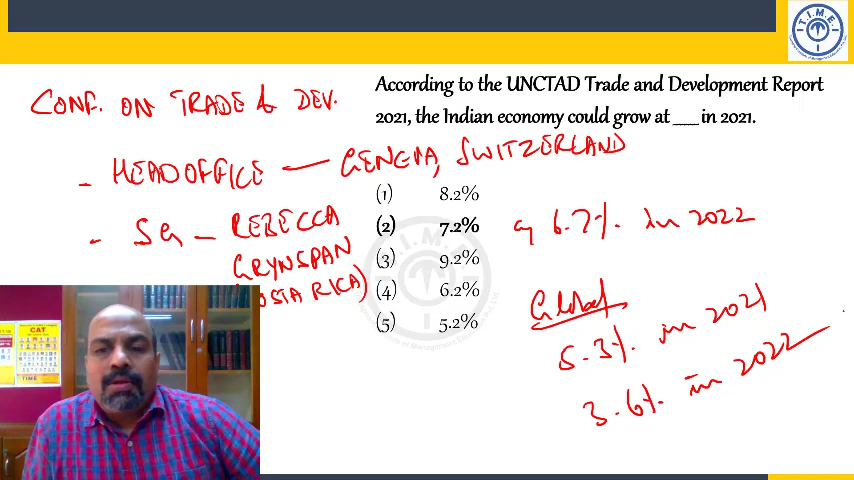 T.I.M.E.
According to the UNCTAD Trade and Development Report
2021, the Indian economy could grow at ___ in 2021.
CONF. ON TRADE & DEV.
- HEADOFFICE — GENEVA, SWITZERLAND
(1) 8.2%
- SG — REBECCA
GRYNSPAN
(COSTA RICA)
(2) 7.2%
& 6.7% in 2022
(3) 9.2%
(4) 6.2%
(5) 5.2%
Global
5.3% in 2021
3.6% in 2022
CAT
TIME